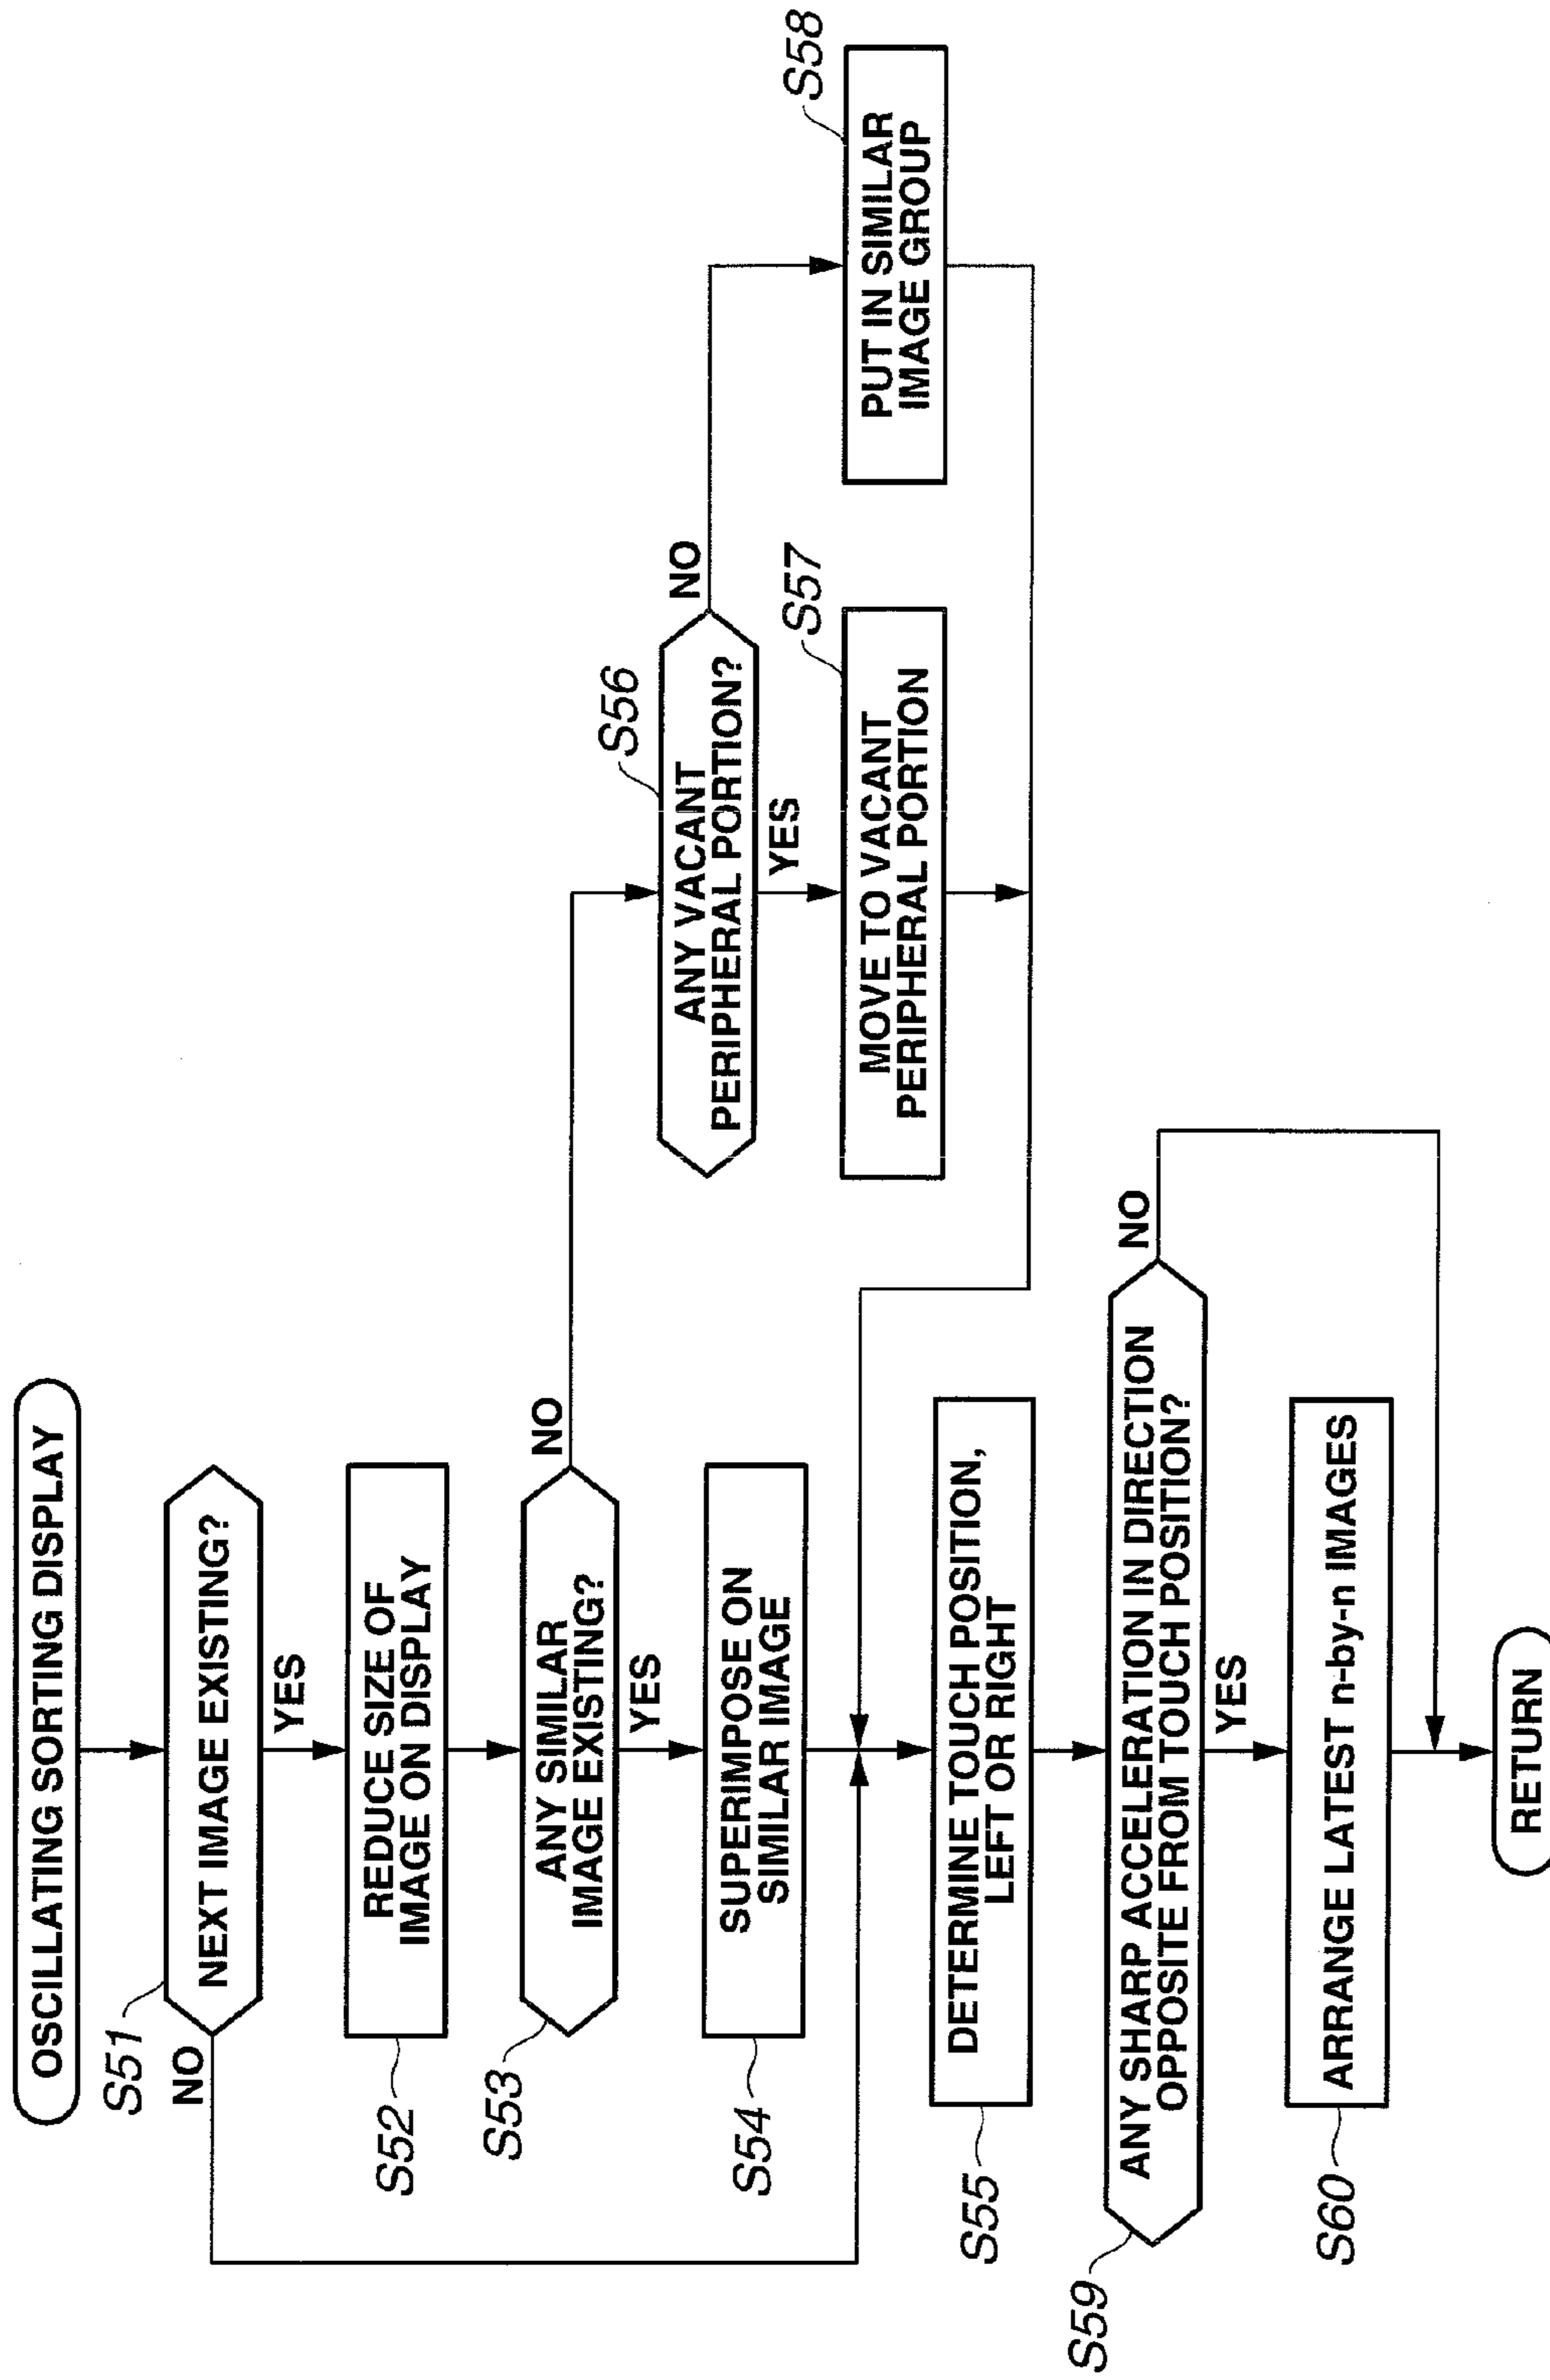 OSCILLATING SORTING DISPLAY
S51
NEXT IMAGE EXISTING?
NO
YES
S52
REDUCE SIZE OF
IMAGE ON DISPLAY
S53
ANY SIMILAR
IMAGE EXISTING?
NO
YES
S54
SUPERIMPOSE ON
SIMILAR IMAGE
S56
ANY VACANT
PERIPHERAL PORTION?
NO
YES
S57
MOVE TO VACANT
PERIPHERAL PORTION
S58
PUT IN SIMILAR
IMAGE GROUP
S55
DETERMINE TOUCH POSITION,
LEFT OR RIGHT
S59
ANY SHARP ACCELERATION IN DIRECTION
OPPOSITE FROM TOUCH POSITION?
NO
YES
S60
ARRANGE LATEST n-by-n IMAGES
RETURN